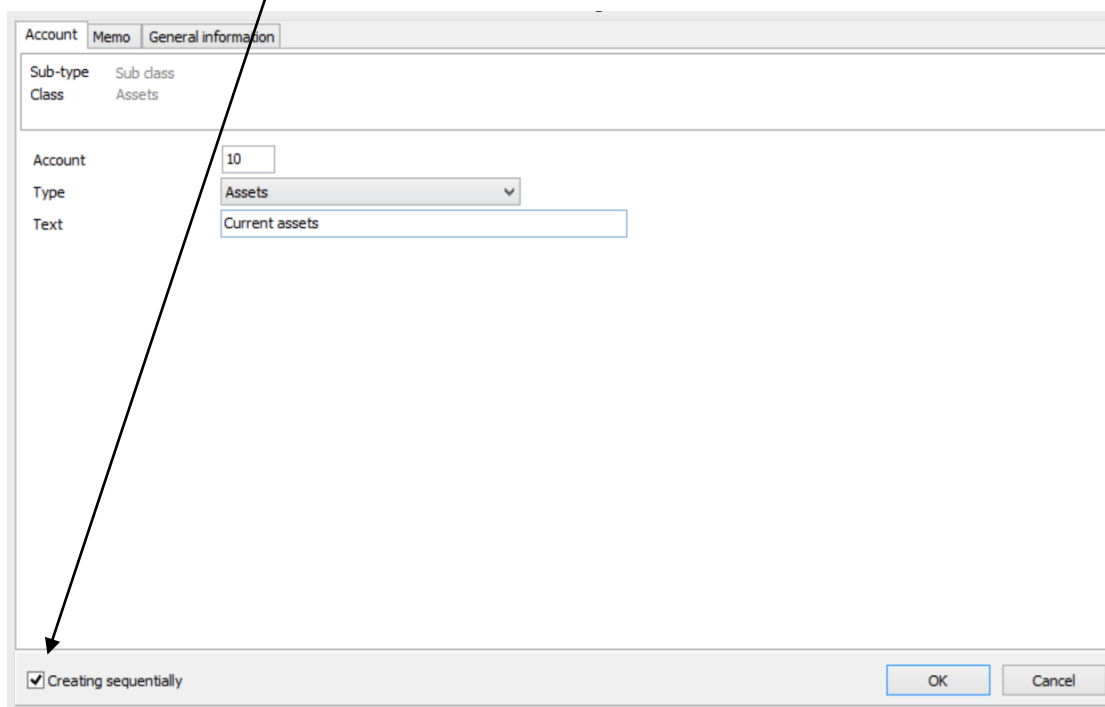 Account Memo General information
Sub-type Sub class
Class Assets
Account 10
Type Assets
Text Current assets
Creating sequentially OK Cancel